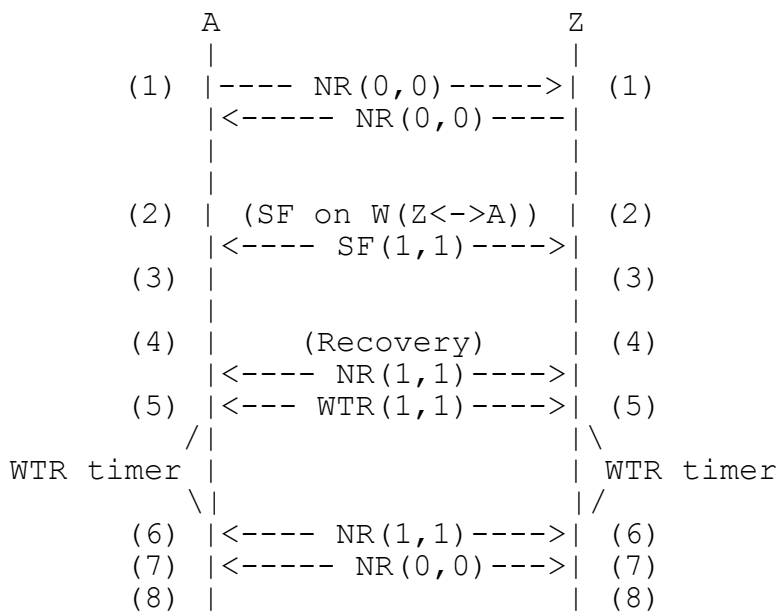 A Z
| |
(1) |---- NR(0,0)----->| (1)
|<----- NR(0,0)----|
| |
| |
(2) | (SF on W(Z<->A)) | (2)
|<---- SF(1,1)---->|
(3) | | (3)
| |
(4) | (Recovery) | (4)
|<---- NR(1,1)---->|
(5) |<--- WTR(1,1)---->| (5)
/| |\
WTR timer | | WTR timer
\| |/
(6) |<---- NR(1,1)---->| (6)
(7) |<----- NR(0,0)--->| (7)
(8) | | (8)